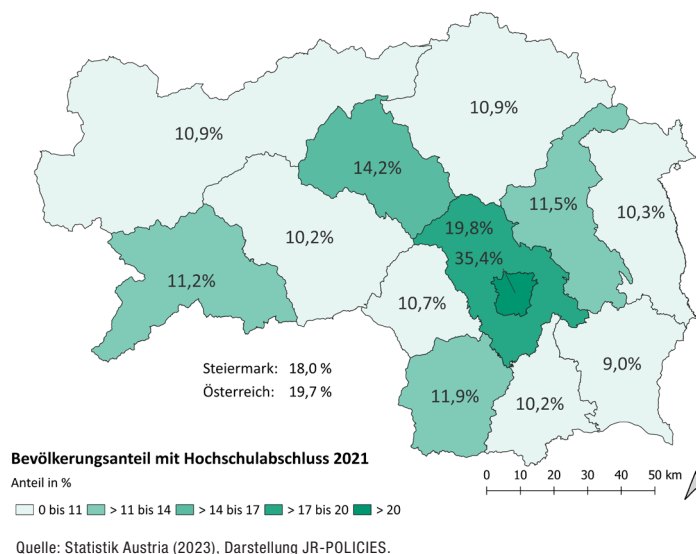 10,9%
10,9%
14,2%
11,5%
10,3%
19,8%
35,4%
10,2%
11,2%
10,7%
9,0%
11,9%
10,2%
Steiermark: 18,0 %
Österreich: 19,7 %
Bevölkerungsanteil mit Hochschulabschluss 2021
Anteil in %
0 bis 11 > 11 bis 14 > 14 bis 17 > 17 bis 20 > 20
0 10 20 30 40 50 km
Quelle: Statistik Austria (2023), Darstellung JR-POLICIES.